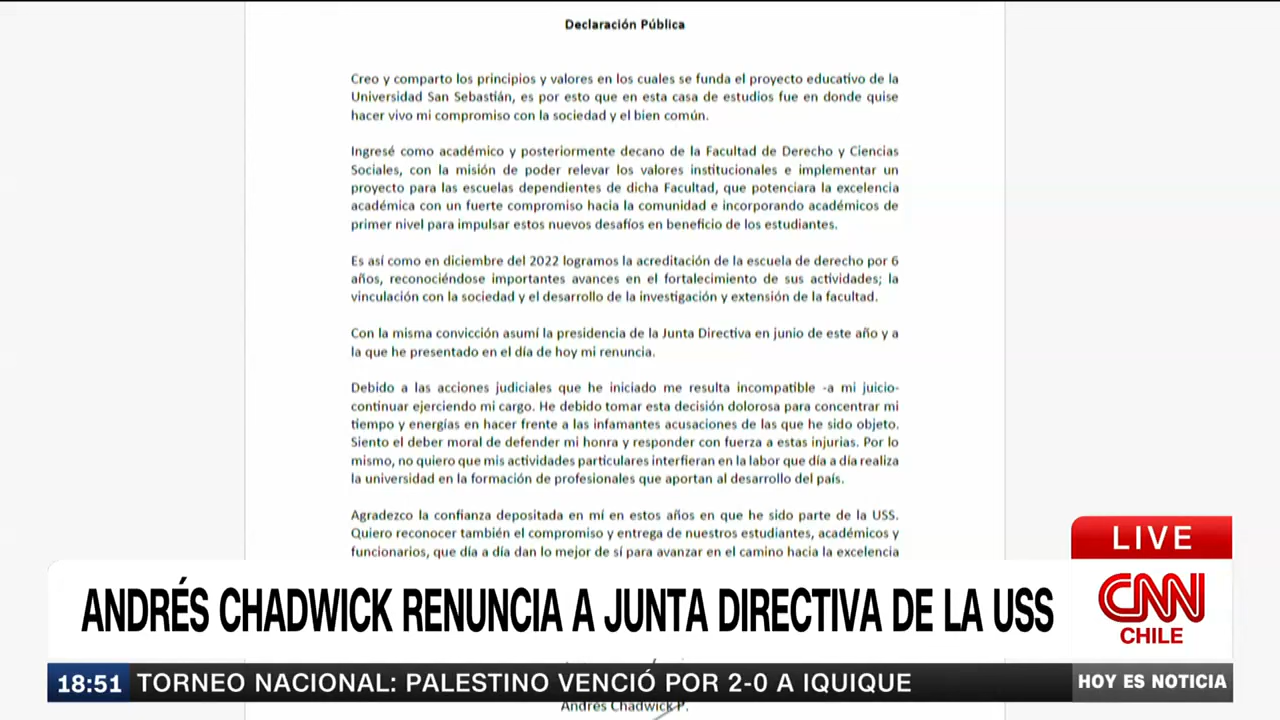 Declaración Pública
Creo y comparto los principios y valores en los cuales se funda el proyecto educativo de la
Universidad San Sebastián, es por esto que en esta casa de estudios fue en donde quise
hacer vivo mi compromiso con la sociedad y el bien común.
Ingresé como académico y posteriormente decano de la Facultad de Derecho y Ciencias
Sociales, con la misión de poder relevar los valores institucionales e implementar un
proyecto para las escuelas dependientes de dicha Facultad, que potenciara la excelencia
académica con un fuerte compromiso hacia la comunidad e incorporando académicos de
primer nivel para impulsar estos nuevos desafíos en beneficio de los estudiantes.
Es así como en diciembre del 2022 logramos la acreditación de la escuela de derecho por 6
años, reconociéndose importantes avances en el fortalecimiento de sus actividades; la
vinculación con la sociedad y el desarrollo de la investigación y extensión de la facultad.
Con la misma convicción asumí la presidencia de la Junta Directiva en junio de este año y a
la que he presentado en el día de hoy mi renuncia.
Debido a las acciones judiciales que he iniciado me resulta incompatible -a mi juicio-
continuar ejerciendo mi cargo. He debido tomar esta decisión dolorosa para concentrar mi
tiempo y energías en hacer frente a las infamantes acusaciones de las que he sido objeto.
Siento el deber moral de defender mi honra y responder con fuerza a estas injurias. Por lo
mismo, no quiero que mis actividades particulares interfieran en la labor que día a día realiza
la universidad en la formación de profesionales que aportan al desarrollo del país.
Agradezco la confianza depositada en mí en estos años en que he sido parte de la USS.
Quiero reconocer también el compromiso y entrega de nuestros estudiantes, académicos y
funcionarios, que día a día dan lo mejor de sí para avanzar en el camino hacia la excelencia
LIVE
ANDRÉS CHADWICK RENUNCIA A JUNTA DIRECTIVA DE LA USS
CNN
CHILE
18:51 TORNEO NACIONAL: PALESTINO VENCIÓ POR 2-0 A IQUIQUE
HOY ES NOTICIA
Andrés Chadwick P.